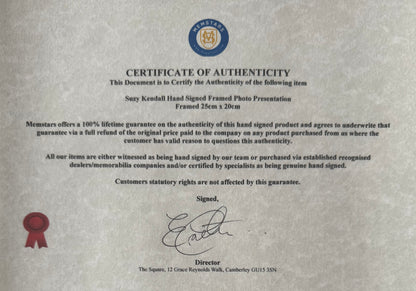 MEMSTARS
CERTIFICATE OF AUTHENTICITY
This Document is to Certify the Authenticity of the following item
Suzy Kendall Hand Signed Framed Photo Presentation
Framed 25cm x 20cm
Memstars offers a 100% lifetime guarantee on the authenticity of this hand signed product and agrees to underwrite that
guarantee via a full refund of the original price paid to the company on any product purchased from us where the
customer has valid reason to question this authenticity.
All our items are either witnessed as being hand signed by our team or purchased via established recognised
dealers/memorabilia companies and/or certified by specialists as being genuine hand signed.
Customers statutory rights are not affected by this guarantee.
Signed,
Director
The Square, 12 Grace Reynolds Walk, Camberley GU15 3SN